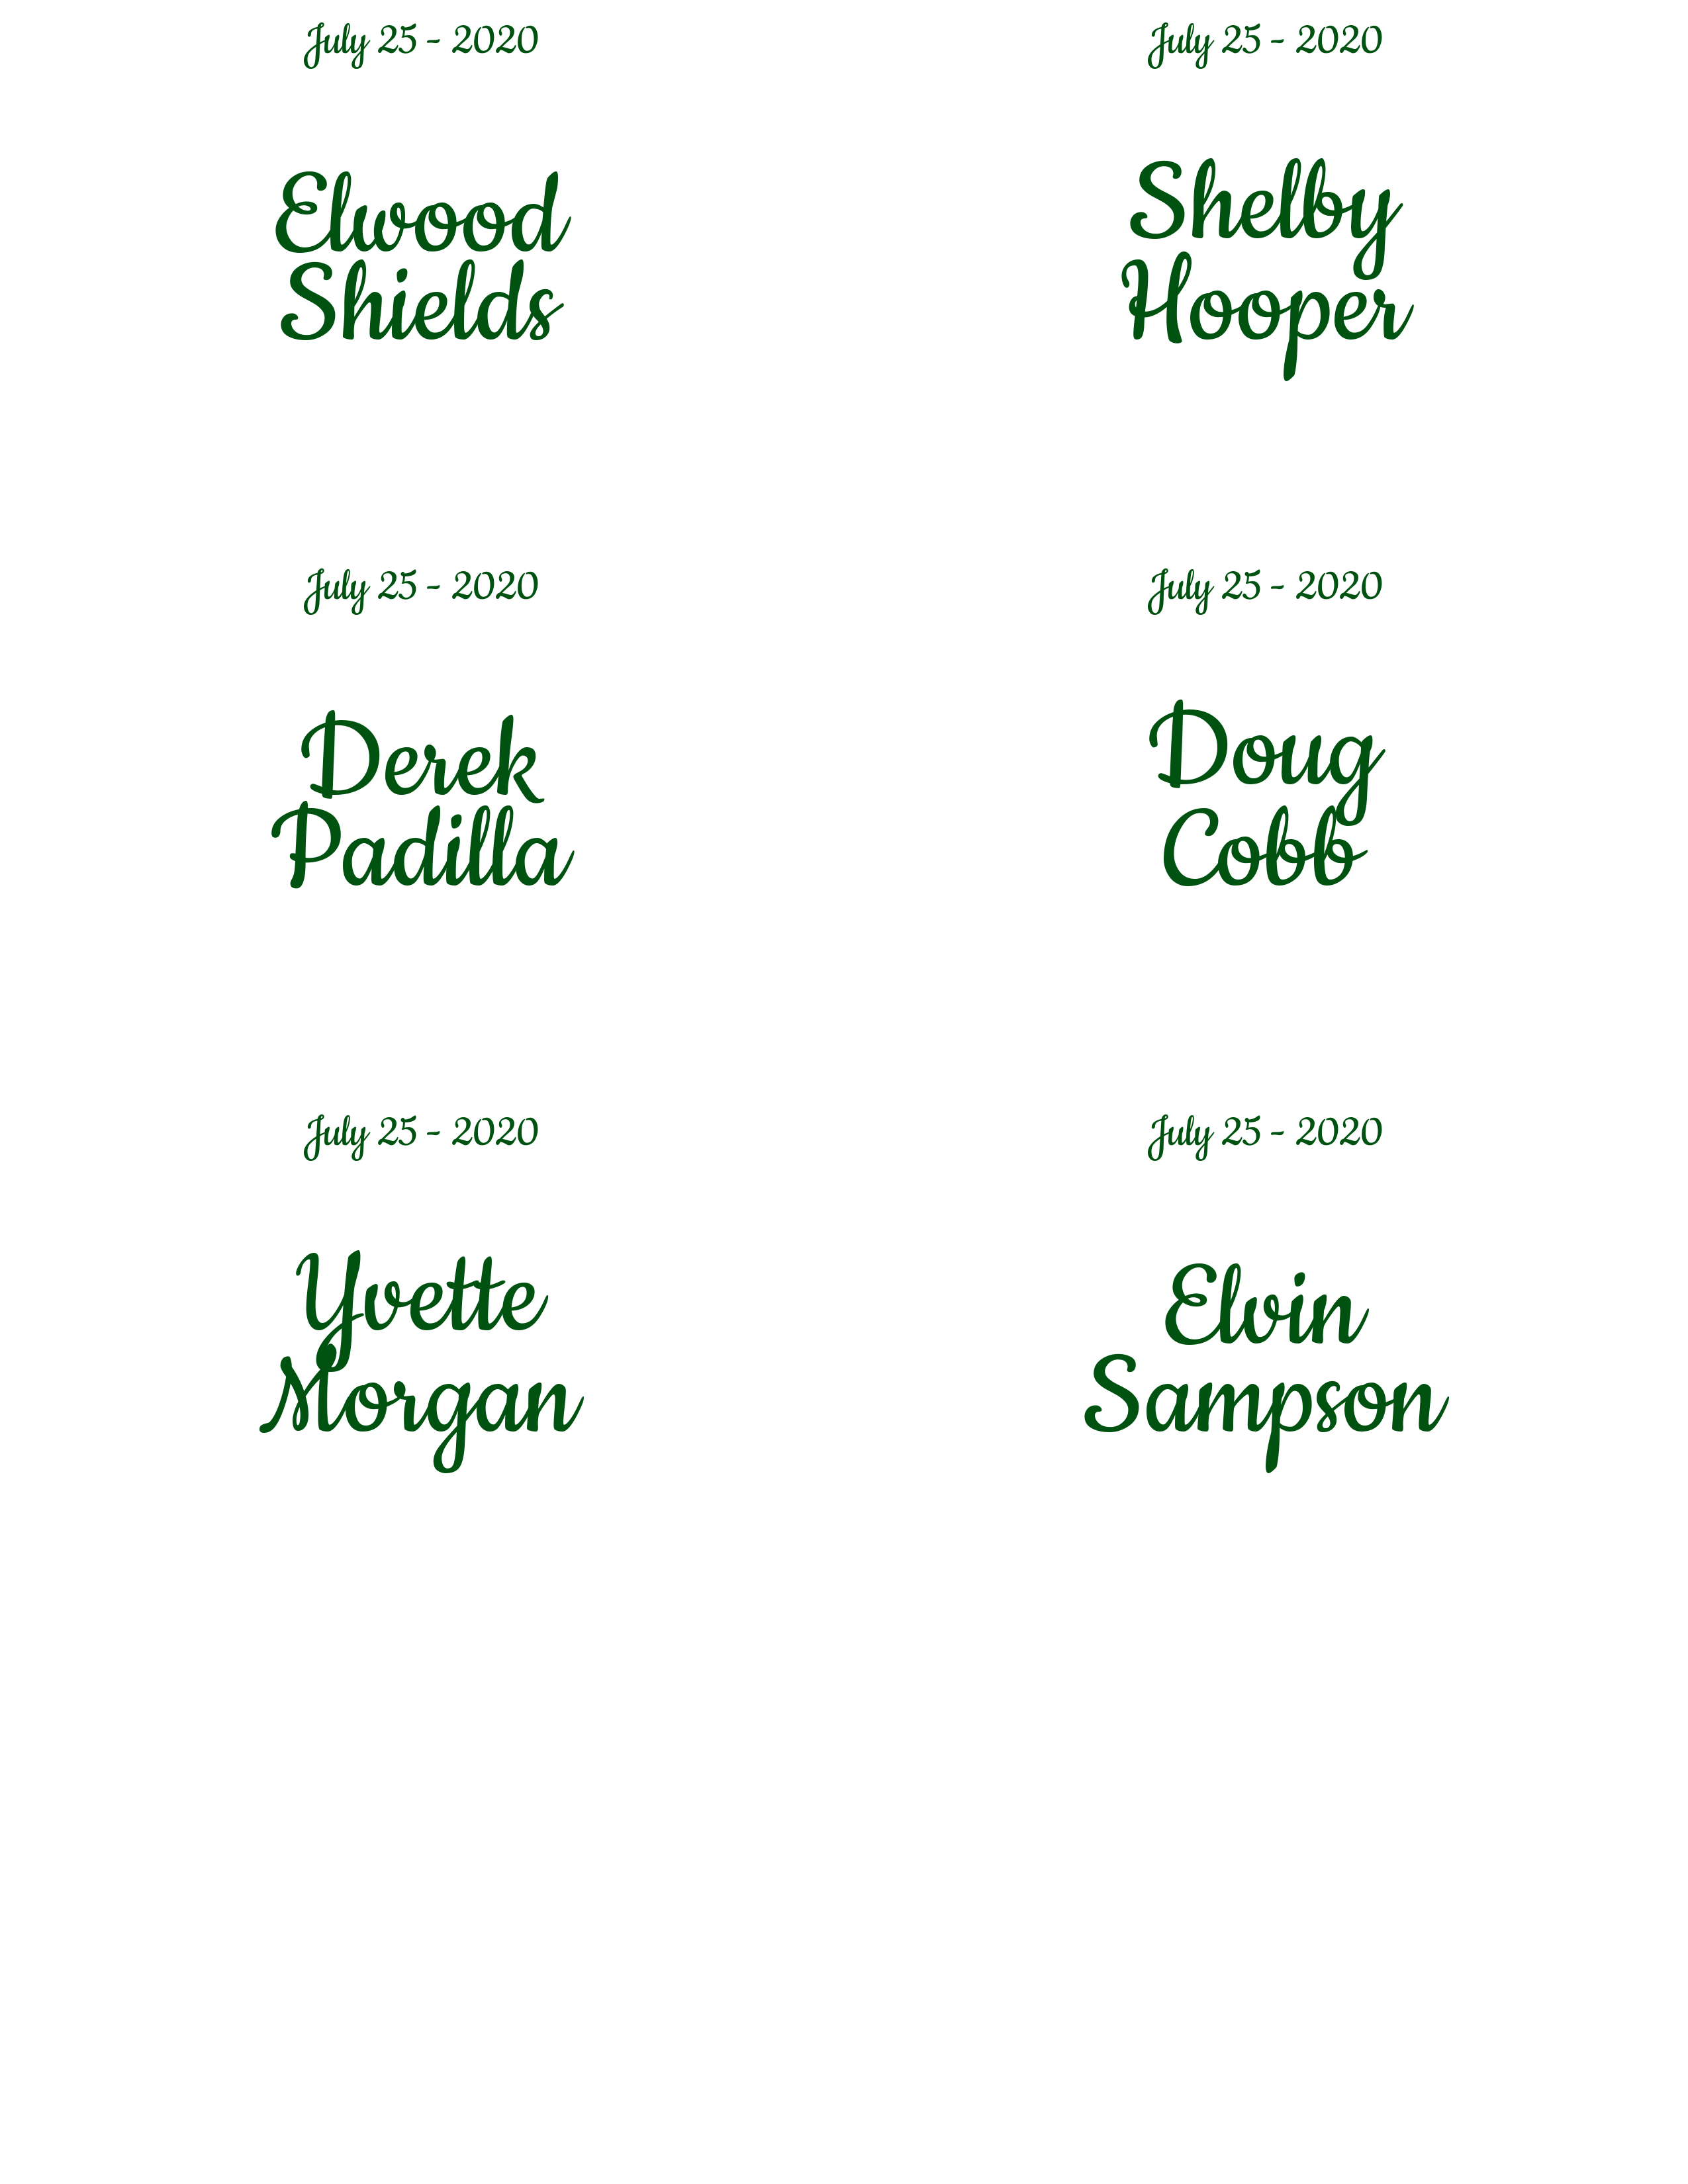 July 25 - 2020
Elwood
Shields
July 25 - 2020
Shelby
Hooper
July 25 - 2020
Derek
Padilla
July 25 - 2020
Doug
Cobb
July 25 - 2020
Yvette
Morgan
July 25 - 2020
Elvin
Sampson